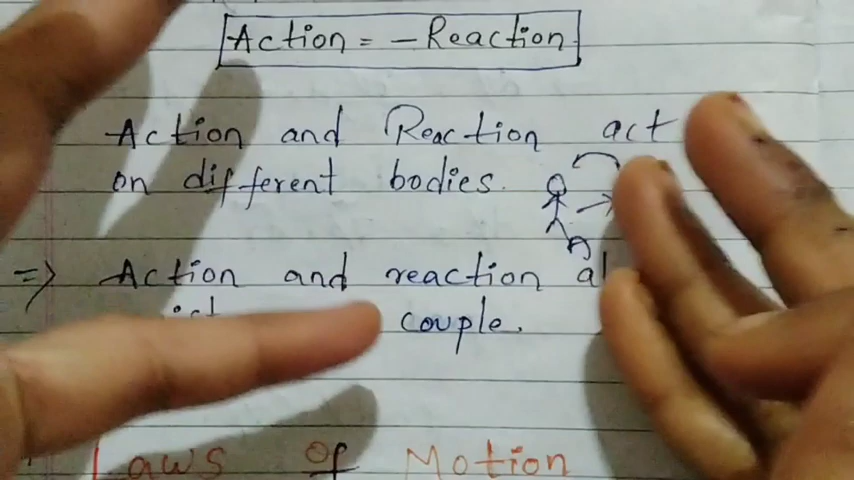 Action = – Reaction
Action and Reaction act
on different bodies.
=> Action and reaction
couple.
Laws of Motion